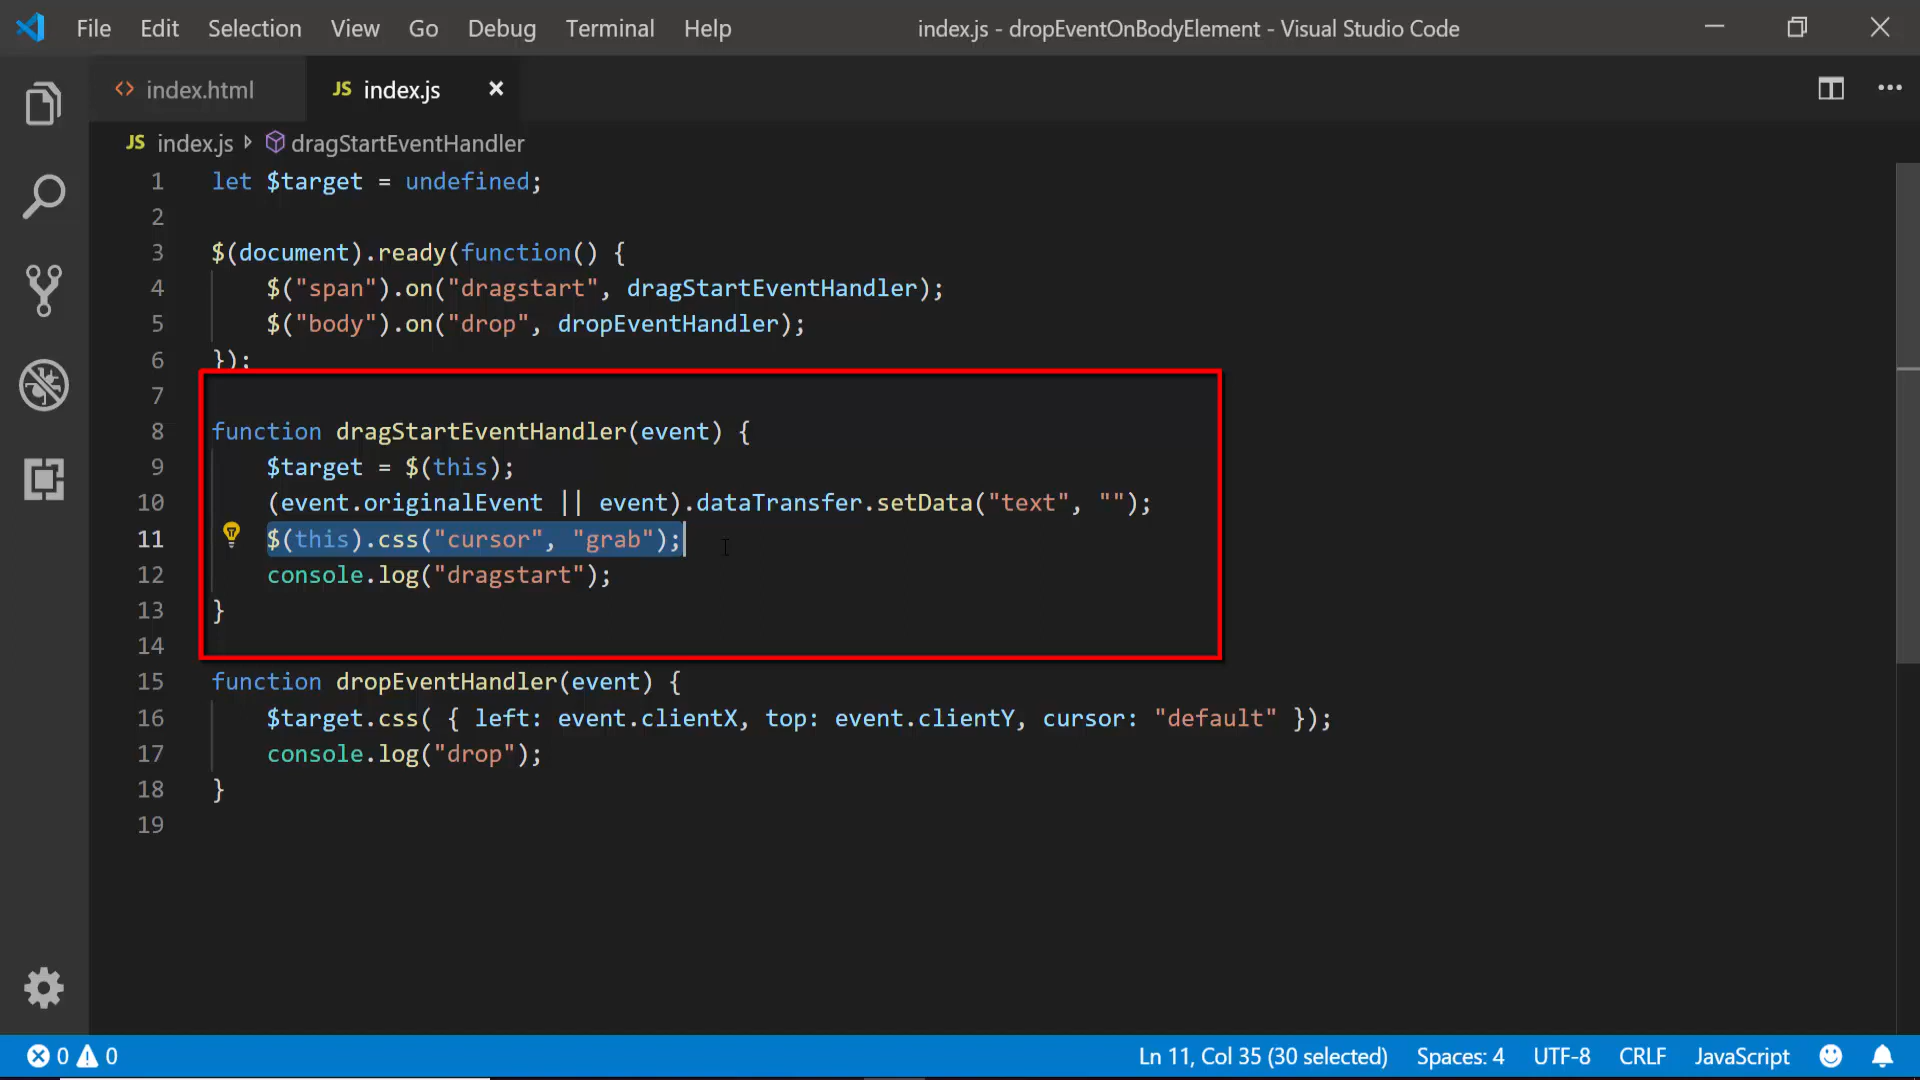 File Edit Selection View Go Debug Terminal Help index.js - dropEventOnBodyElement - Visual Studio Code
index.html JS index.js
JS index.js dragStartEventHandler
1 let $target = undefined;
2
3 $(document).ready(function() {
4 $("span").on("dragstart", dragStartEventHandler);
5 $("body").on("drop", dropEventHandler);
6 });
7
8 function dragStartEventHandler(event) {
9 $target = $(this);
10 (event.originalEvent || event).dataTransfer.setData("text", "");
11 $(this).css("cursor", "grab");
12 console.log("dragstart");
13 }
14
15 function dropEventHandler(event) {
16 $target.css( { left: event.clientX, top: event.clientY, cursor: "default" });
17 console.log("drop");
18 }
19
0 0 Ln 11, Col 35 (30 selected) Spaces: 4 UTF-8 CRLF JavaScript